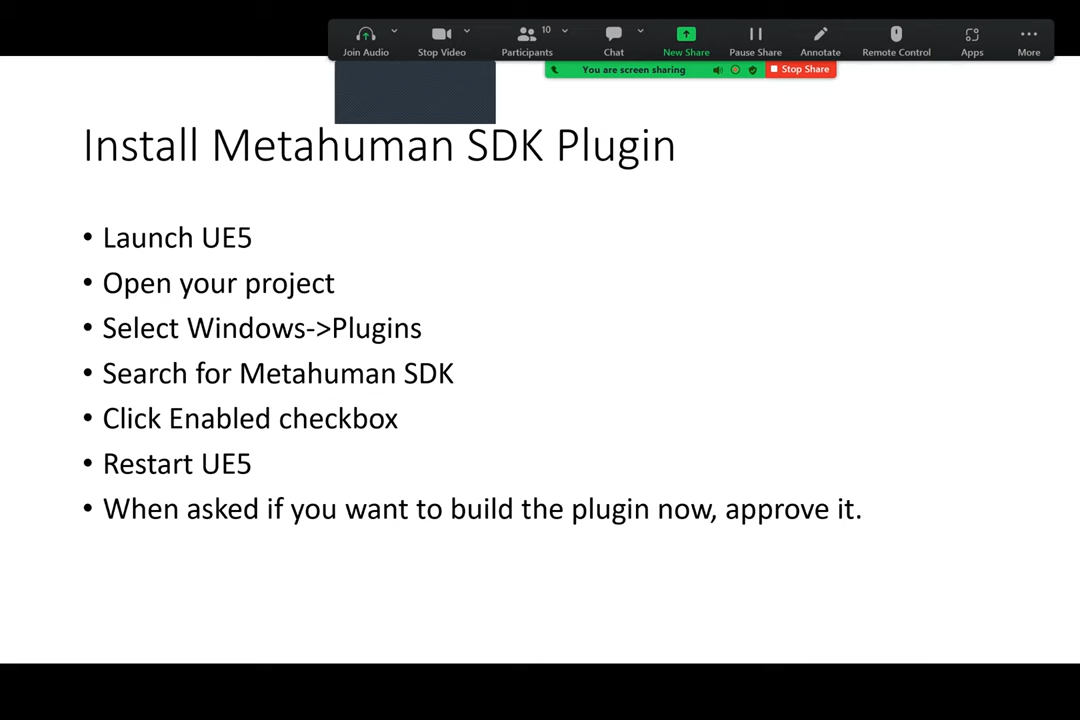 10
Join Audio Stop Video Participants Chat New Share Pause Share Annotate Remote Control Apps More
You are screen sharing Stop Share
Install Metahuman SDK Plugin
• Launch UE5
• Open your project
• Select Windows->Plugins
• Search for Metahuman SDK
• Click Enabled checkbox
• Restart UE5
• When asked if you want to build the plugin now, approve it.